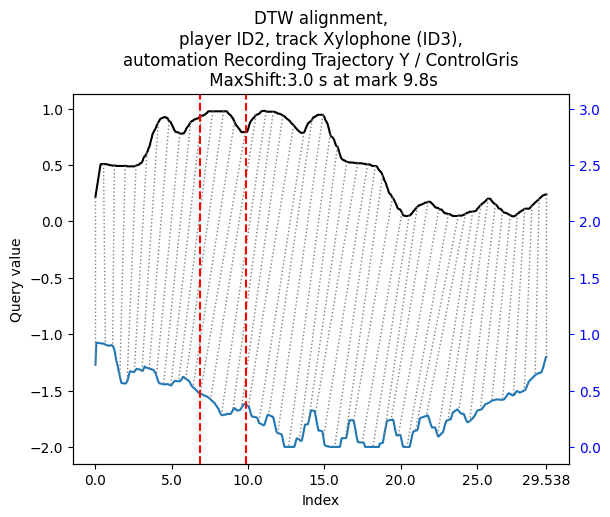 DTW alignment,
player ID2, track Xylophone (ID3),
automation Recording Trajectory Y / ControlGris
MaxShift:3.0 s at mark 9.8s
1.0
0.5
0.0
−0.5
−1.0
−1.5
−2.0
Query value
3.0
2.5
2.0
1.5
1.0
0.5
0.0
0.0 5.0 10.0 15.0 20.0 25.0 29.538
Index